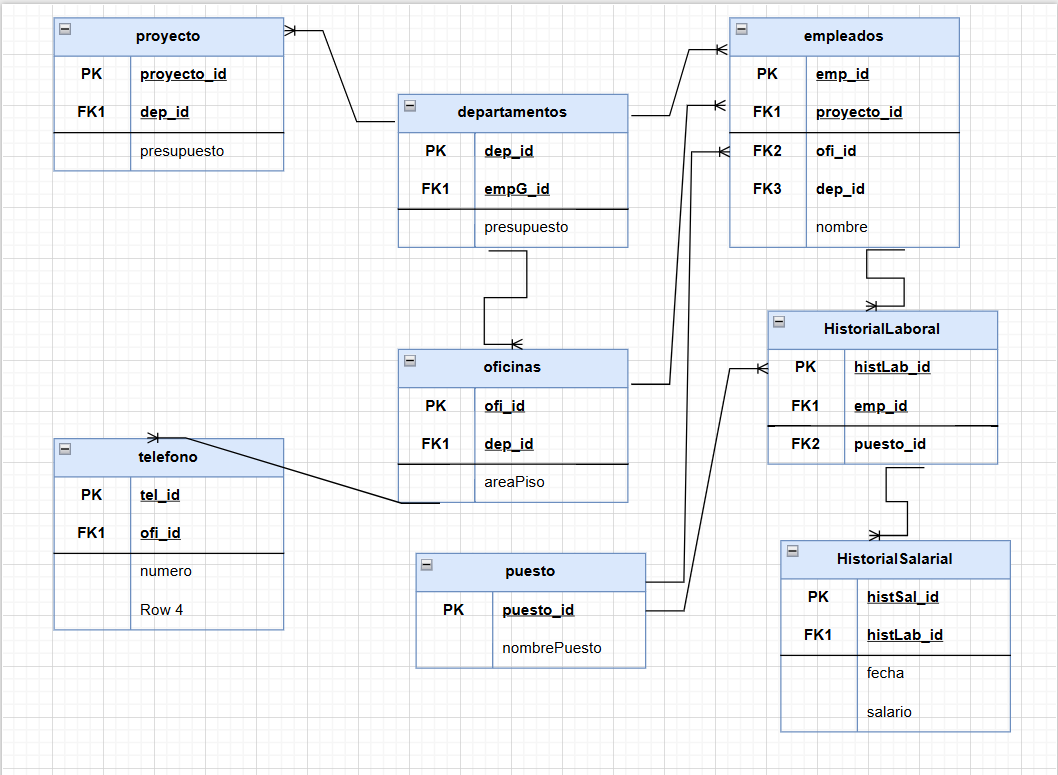 proyecto
PK proyecto_id
FK1 dep_id
presupuesto
departamentos
PK dep_id
FK1 empG_id
presupuesto
empleados
PK emp_id
FK1 proyecto_id
FK2 ofi_id
FK3 dep_id
nombre
oficinas
PK ofi_id
FK1 dep_id
areaPiso
HistorialLaboral
PK histLab_id
FK1 emp_id
FK2 puesto_id
telefono
PK tel_id
FK1 ofi_id
numero
Row 4
puesto
PK puesto_id
nombrePuesto
HistorialSalarial
PK histSal_id
FK1 histLab_id
fecha
salario